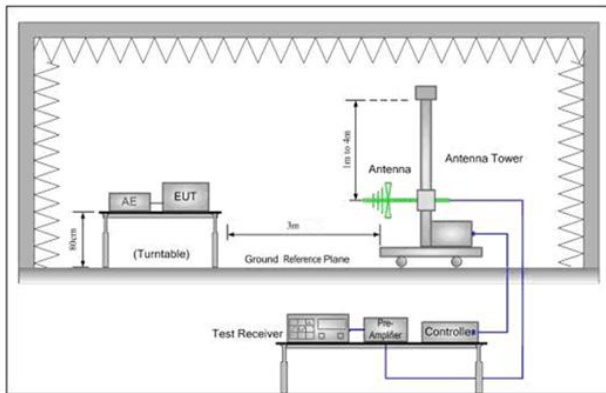 1m to 4m
Antenna
Antenna Tower
AE
EUT
80cm
(Turntable)
3m
Ground Reference Plane
Test Receiver
Pre-
Amplifier
Controller